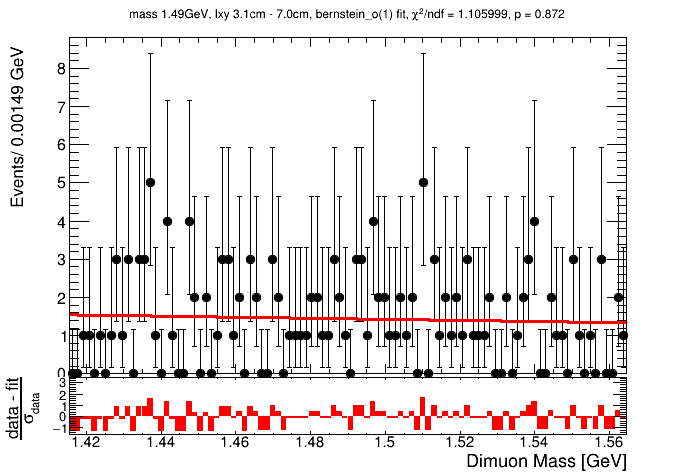 mass 1.49GeV, lxy 3.1cm - 7.0cm, bernstein_o(1) fit, χ²/ndf = 1.105999, p = 0.872
Events/ 0.00149 GeV
8
7
6
5
4
3
2
1
0
data - fit
σdata
3
2
1
0
−1
1.42 1.44 1.46 1.48 1.5 1.52 1.54 1.56
Dimuon Mass [GeV]